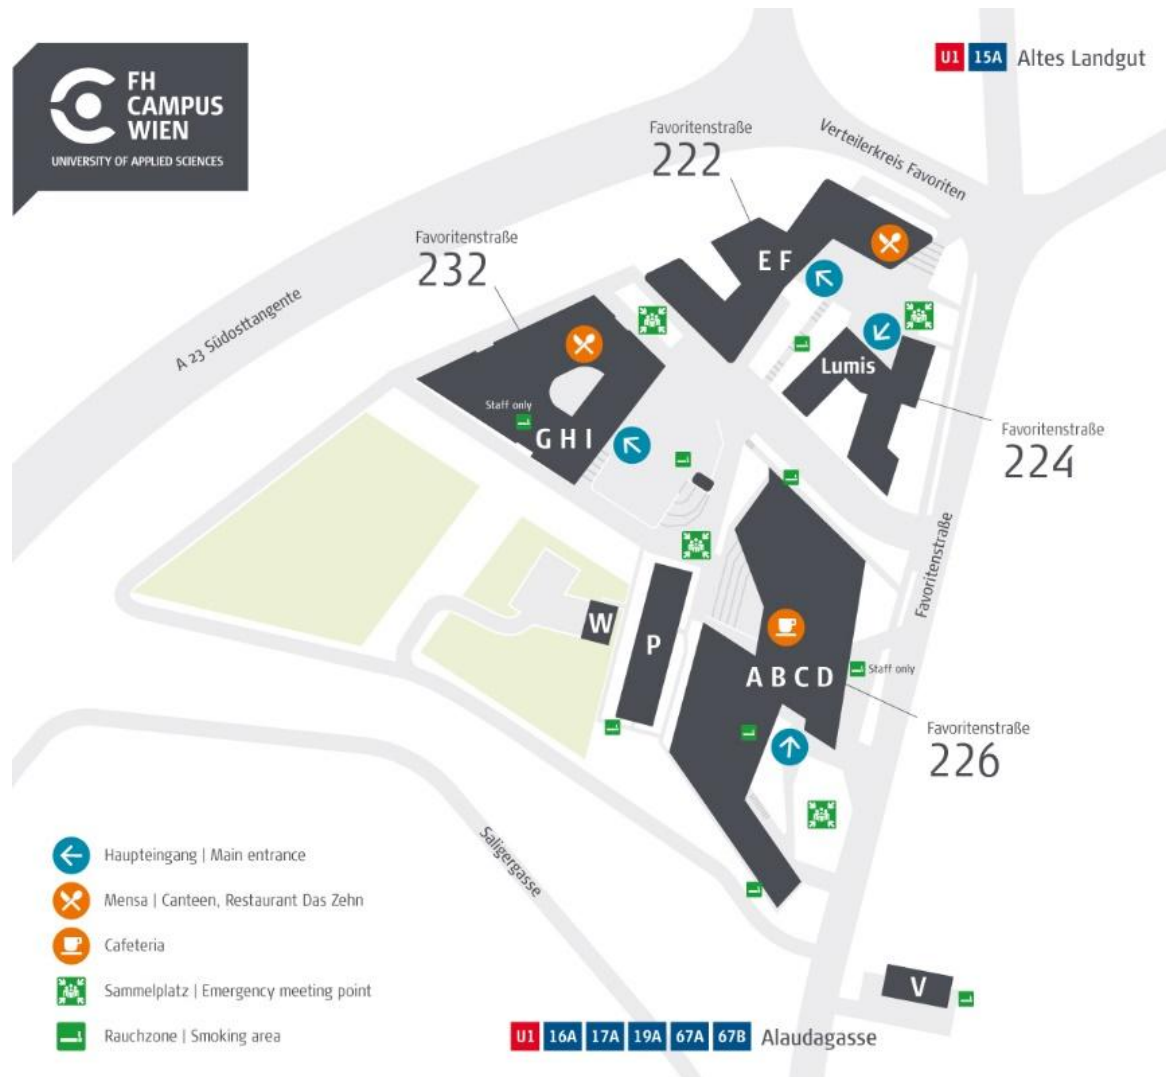 FH
CAMPUS
WIEN
UNIVERSITY OF APPLIED SCIENCES
U1 15A Altes Landgut
Favoritenstraße
222
Verteilerkreis Favoriten
Favoritenstraße
232
A 23 Südosttangente
E F
Lumis
Staff only
G H I
Favoritenstraße
224
Favoritenstraße
W
P
A B C D
Staff only
Favoritenstraße
226
Saligergasse
Haupteingang | Main entrance
Mensa | Canteen, Restaurant Das Zehn
Cafeteria
Sammelplatz | Emergency meeting point
Rauchzone | Smoking area
V
U1 16A 17A 19A 67A 67B Alaudagasse